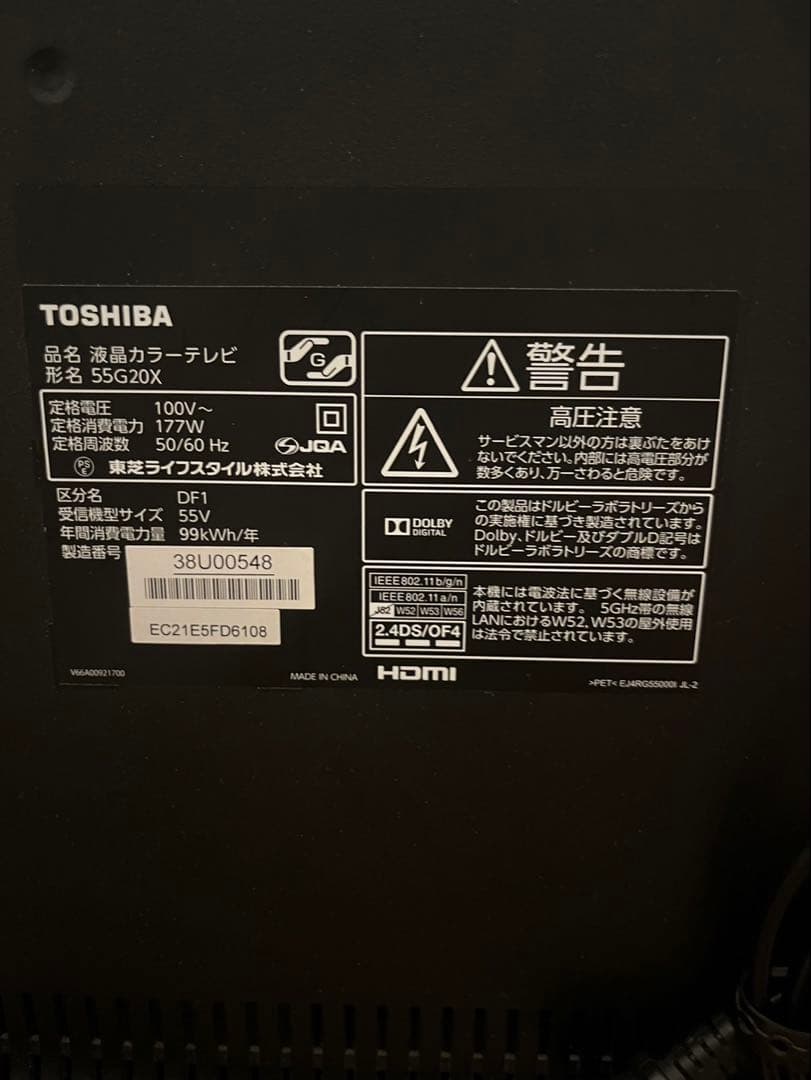 TOSHIBA
品名 液晶カラーテレビ
形名 55G20X
G
定格電圧 100V～
定格消費電力 177W
定格周波数 50/60 Hz
JQA
PS
E
東芝ライフスタイル株式会社
区分名 DF1
受信機型サイズ 55V
年間消費電力量 99kWh/年
製造番号
38U00548
EC21E5FD6108
V66A00921700
MADE IN CHINA
警告
高圧注意
サービスマン以外の方は裏ぶたをあけ
ないでください。内部には高電圧部分が
数多くあり、万一さわると危険です。
DOLBY
DIGITAL
この製品はドルビーラボラトリーズから
の実施権に基づき製造されています。
Dolby、ドルビー及びダブルD記号は
ドルビーラボラトリーズの商標です。
IEEE802.11b/g/n
IEEE802.11a/n
J52 W52 W53 W56
2.4DS/OF4
本機には電波法に基づく無線設備が
内蔵されています。 5GHz帯の無線
LANにおけるW52、W53の屋外使用
は法令で禁止されています。
HDMI
>PET< EJ4RG55000I JL-2